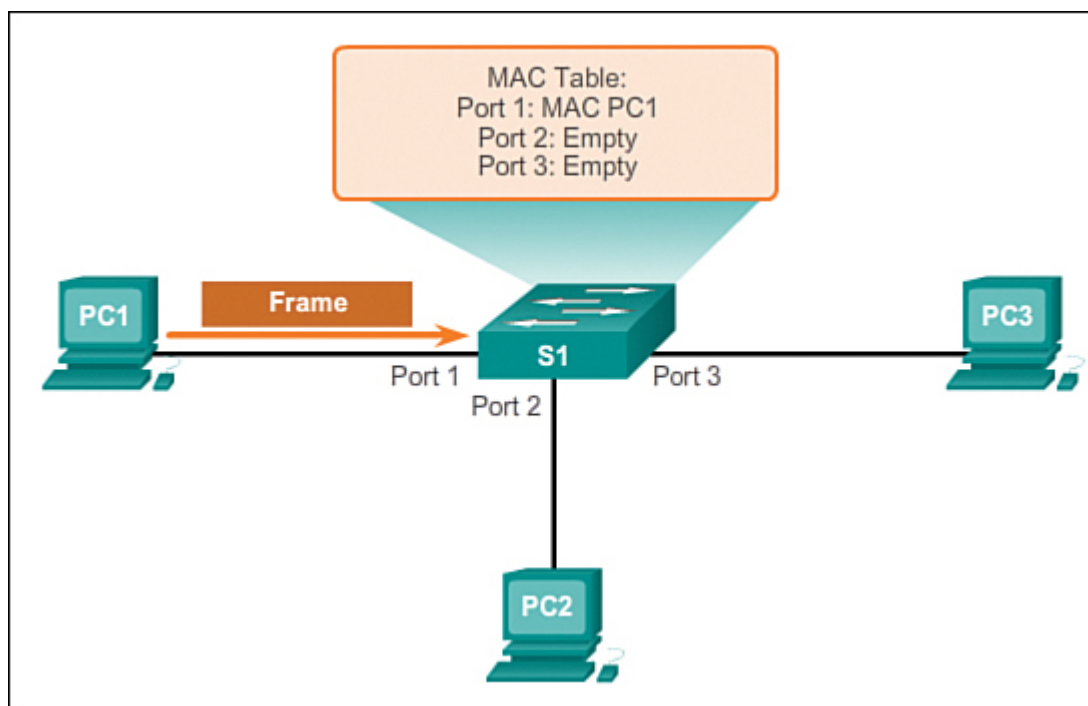 MAC Table:
Port 1: MAC PC1
Port 2: Empty
Port 3: Empty
PC1
Frame
S1
PC3
Port 1
Port 3
Port 2
PC2